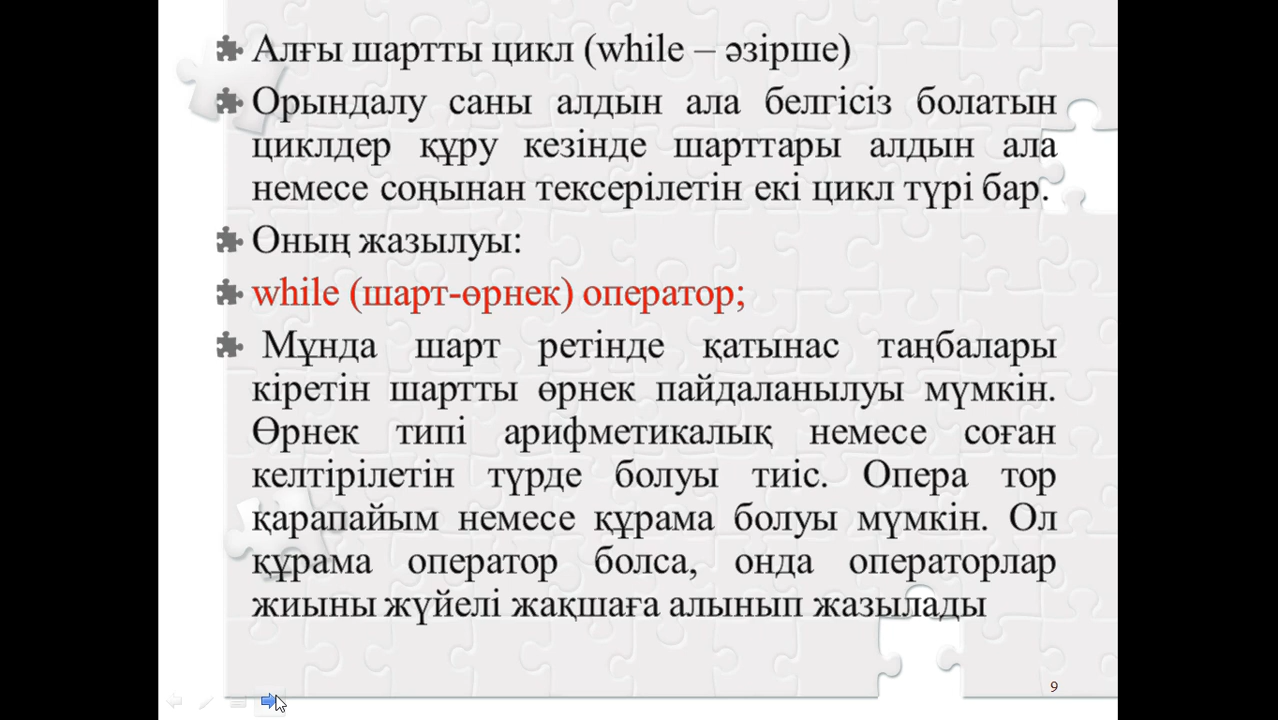 Алғы шартты цикл (while – әзірше)
Орындалу саны алдын ала белгісіз болатын
циклдер құру кезінде шарттары алдын ала
немесе соңынан тексерілетін екі цикл түрі бар.
Оның жазылуы:
while (шарт-өрнек) оператор;
Мұнда шарт ретінде қатынас таңбалары
кіретін шартты өрнек пайдаланылуы мүмкін.
Өрнек типі арифметикалық немесе соған
келтірілетін түрде болуы тиіс. Опера тор
қарапайым немесе құрама болуы мүмкін. Ол
құрама оператор болса, онда операторлар
жиыны жүйелі жақшаға алынып жазылады
9